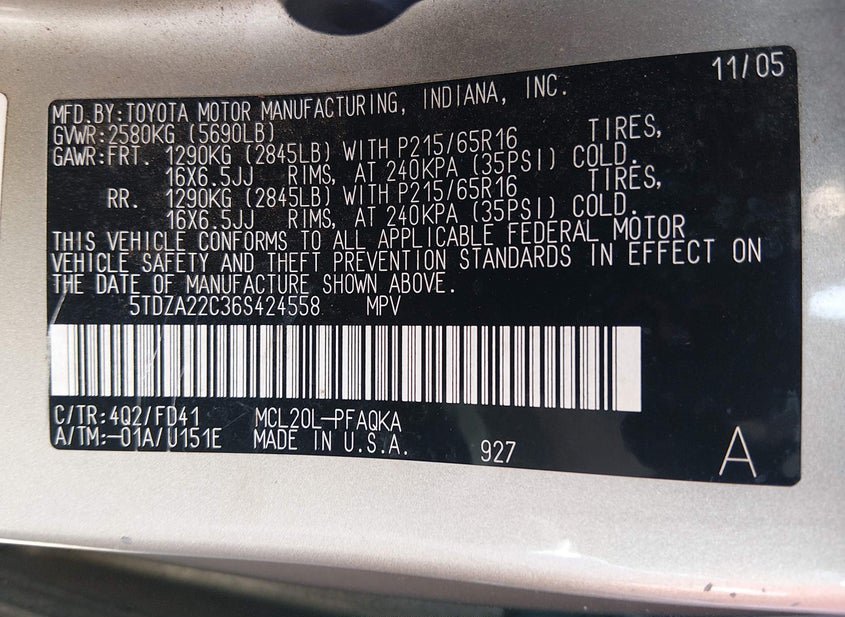 11/05
MFD.BY:TOYOTA MOTOR MANUFACTURING, INDIANA, INC.
GVWR:2580KG (5690LB)
GAWR:FRT. 1290KG (2845LB) WITH P215/65R16 TIRES,
16X6.5JJ RIMS, AT 240KPA (35PSI) COLD.
RR. 1290KG (2845LB) WITH P215/65R16 TIRES,
16X6.5JJ RIMS, AT 240KPA (35PSI) COLD.
THIS VEHICLE CONFORMS TO ALL APPLICABLE FEDERAL MOTOR
VEHICLE SAFETY AND THEFT PREVENTION STANDARDS IN EFFECT ON
THE DATE OF MANUFACTURE SHOWN ABOVE.
5TDZA22C36S424558 MPV
C/TR:4Q2/FD41 MCL20L-PFAQKA
A/TM:-01A/U151E MADE IN U.S.A. 927 A